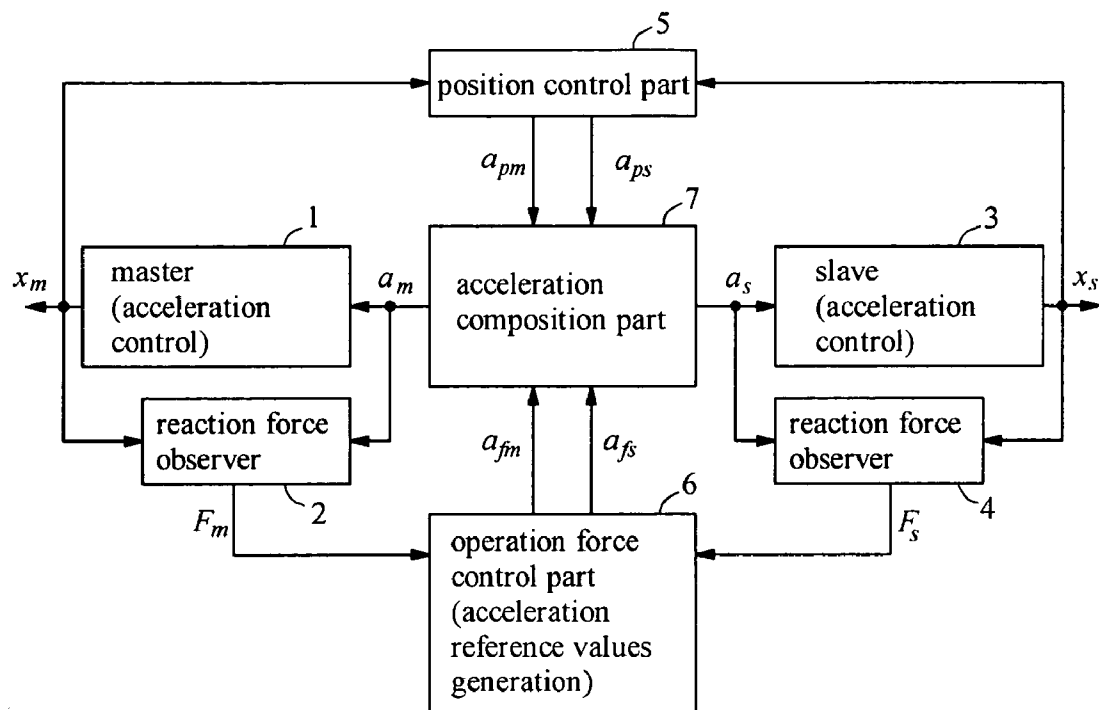 5
position control part
a_pm
a_ps
1
7
3
x_m
master
(acceleration
control)
a_m
acceleration
composition part
a_s
slave
(acceleration
control)
x_s
reaction force
observer
2
a_fm
a_fs
reaction force
observer
4
F_m
6
F_s
operation force
control part
(acceleration
reference values
generation)